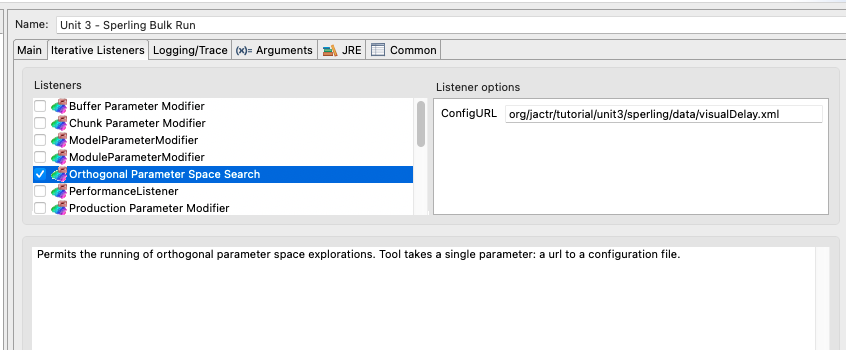 Name: Unit 3 - Sperling Bulk Run
Main Iterative Listeners Logging/Trace (x)= Arguments JRE Common
Listeners
Buffer Parameter Modifier
Chunk Parameter Modifier
ModelParameterModifier
ModuleParameterModifier
Orthogonal Parameter Space Search
PerformanceListener
Production Parameter Modifier
Listener options
ConfigURL org/jactr/tutorial/unit3/sperling/data/visualDelay.xml
Permits the running of orthogonal parameter space explorations. Tool takes a single parameter: a url to a configuration file.